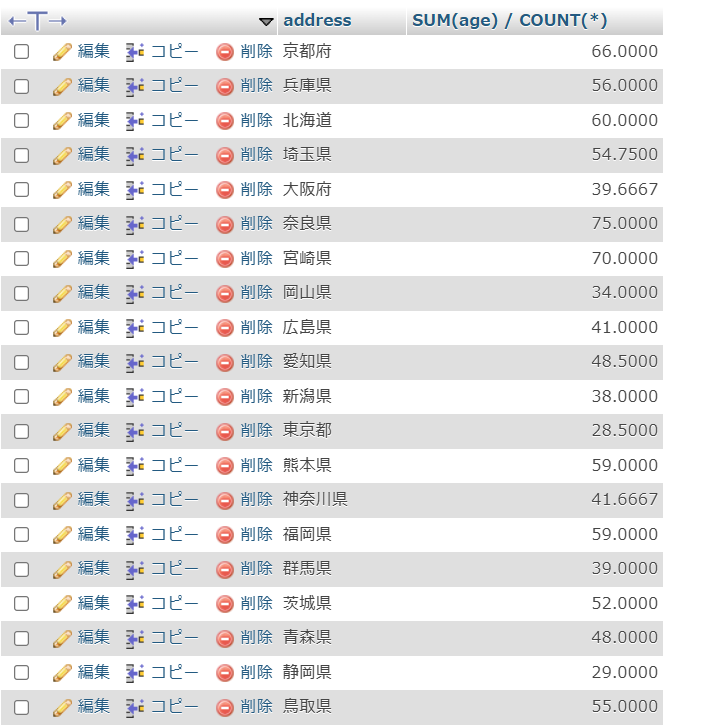 address SUM(age) / COUNT(*)
編集 コピー 削除 京都府 66.0000
編集 コピー 削除 兵庫県 56.0000
編集 コピー 削除 北海道 60.0000
編集 コピー 削除 埼玉県 54.7500
編集 コピー 削除 大阪府 39.6667
編集 コピー 削除 奈良県 75.0000
編集 コピー 削除 宮崎県 70.0000
編集 コピー 削除 岡山県 34.0000
編集 コピー 削除 広島県 41.0000
編集 コピー 削除 愛知県 48.5000
編集 コピー 削除 新潟県 38.0000
編集 コピー 削除 東京都 28.5000
編集 コピー 削除 熊本県 59.0000
編集 コピー 削除 神奈川県 41.6667
編集 コピー 削除 福岡県 59.0000
編集 コピー 削除 群馬県 39.0000
編集 コピー 削除 茨城県 52.0000
編集 コピー 削除 青森県 48.0000
編集 コピー 削除 静岡県 29.0000
編集 コピー 削除 鳥取県 55.0000